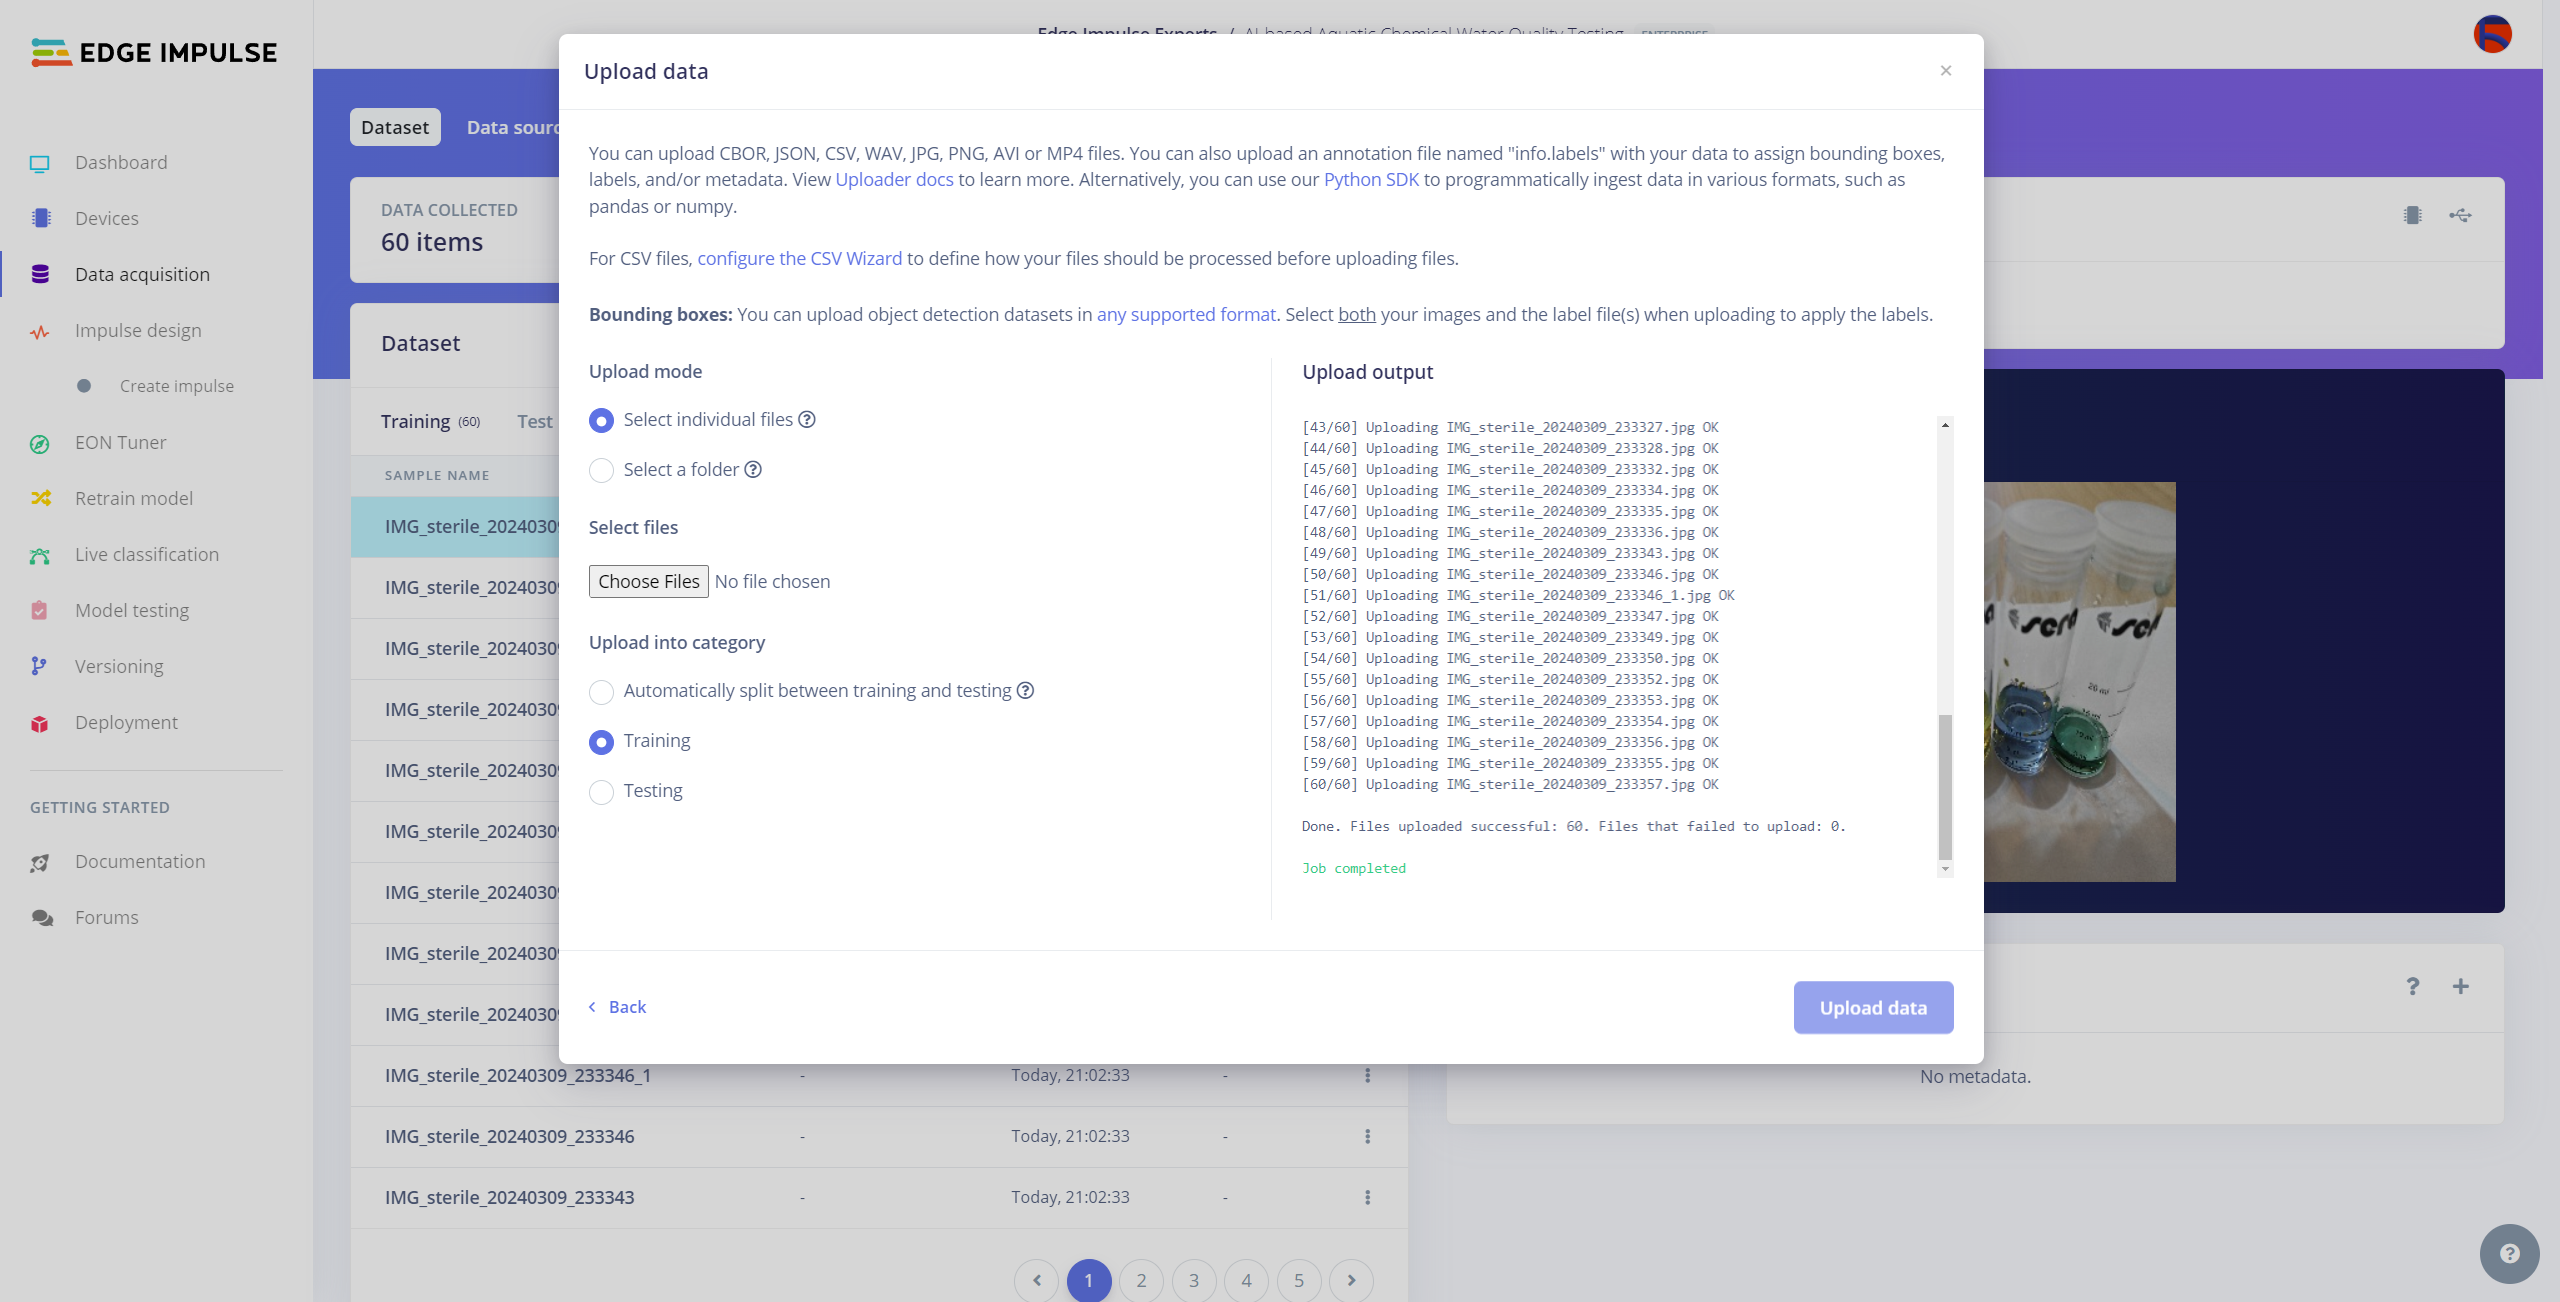 EDGE IMPULSE
Dashboard
Devices
Data acquisition
Impulse design
Create impulse
EON Tuner
Retrain model
Live classification
Model testing
Versioning
Deployment
GETTING STARTED
Documentation
Forums
Edge Impulse Experts / AI-based Aquatic Chemical Water Quality Testing ENTERPRISE
Dataset
Data sourc
DATA COLLECTED
60 items
Dataset
Training (60) Test
SAMPLE NAME
IMG_sterile_20240309
IMG_sterile_20240309
IMG_sterile_20240309
IMG_sterile_20240309
IMG_sterile_20240309
IMG_sterile_20240309
IMG_sterile_20240309
IMG_sterile_20240309
IMG_sterile_20240309
IMG_sterile_20240309_233346_1 - Today, 21:02:33 -
IMG_sterile_20240309_233346 - Today, 21:02:33 -
IMG_sterile_20240309_233343 - Today, 21:02:33 -
1 2 3 4 5
Upload data
×
You can upload CBOR, JSON, CSV, WAV, JPG, PNG, AVI or MP4 files. You can also upload an annotation file named "info.labels" with your data to assign bounding boxes,
labels, and/or metadata. View Uploader docs to learn more. Alternatively, you can use our Python SDK to programmatically ingest data in various formats, such as
pandas or numpy.
For CSV files, configure the CSV Wizard to define how your files should be processed before uploading files.
Bounding boxes: You can upload object detection datasets in any supported format. Select both your images and the label file(s) when uploading to apply the labels.
Upload mode
Select individual files ?
Select a folder ?
Select files
Choose Files No file chosen
Upload into category
Automatically split between training and testing ?
Training
Testing
Upload output
[43/60] Uploading IMG_sterile_20240309_233327.jpg OK
[44/60] Uploading IMG_sterile_20240309_233328.jpg OK
[45/60] Uploading IMG_sterile_20240309_233332.jpg OK
[46/60] Uploading IMG_sterile_20240309_233334.jpg OK
[47/60] Uploading IMG_sterile_20240309_233335.jpg OK
[48/60] Uploading IMG_sterile_20240309_233336.jpg OK
[49/60] Uploading IMG_sterile_20240309_233343.jpg OK
[50/60] Uploading IMG_sterile_20240309_233346.jpg OK
[51/60] Uploading IMG_sterile_20240309_233346_1.jpg OK
[52/60] Uploading IMG_sterile_20240309_233347.jpg OK
[53/60] Uploading IMG_sterile_20240309_233349.jpg OK
[54/60] Uploading IMG_sterile_20240309_233350.jpg OK
[55/60] Uploading IMG_sterile_20240309_233352.jpg OK
[56/60] Uploading IMG_sterile_20240309_233353.jpg OK
[57/60] Uploading IMG_sterile_20240309_233354.jpg OK
[58/60] Uploading IMG_sterile_20240309_233356.jpg OK
[59/60] Uploading IMG_sterile_20240309_233355.jpg OK
[60/60] Uploading IMG_sterile_20240309_233357.jpg OK
Done. Files uploaded successful: 60. Files that failed to upload: 0.
Job completed
Back
Upload data
? +
No metadata.
?